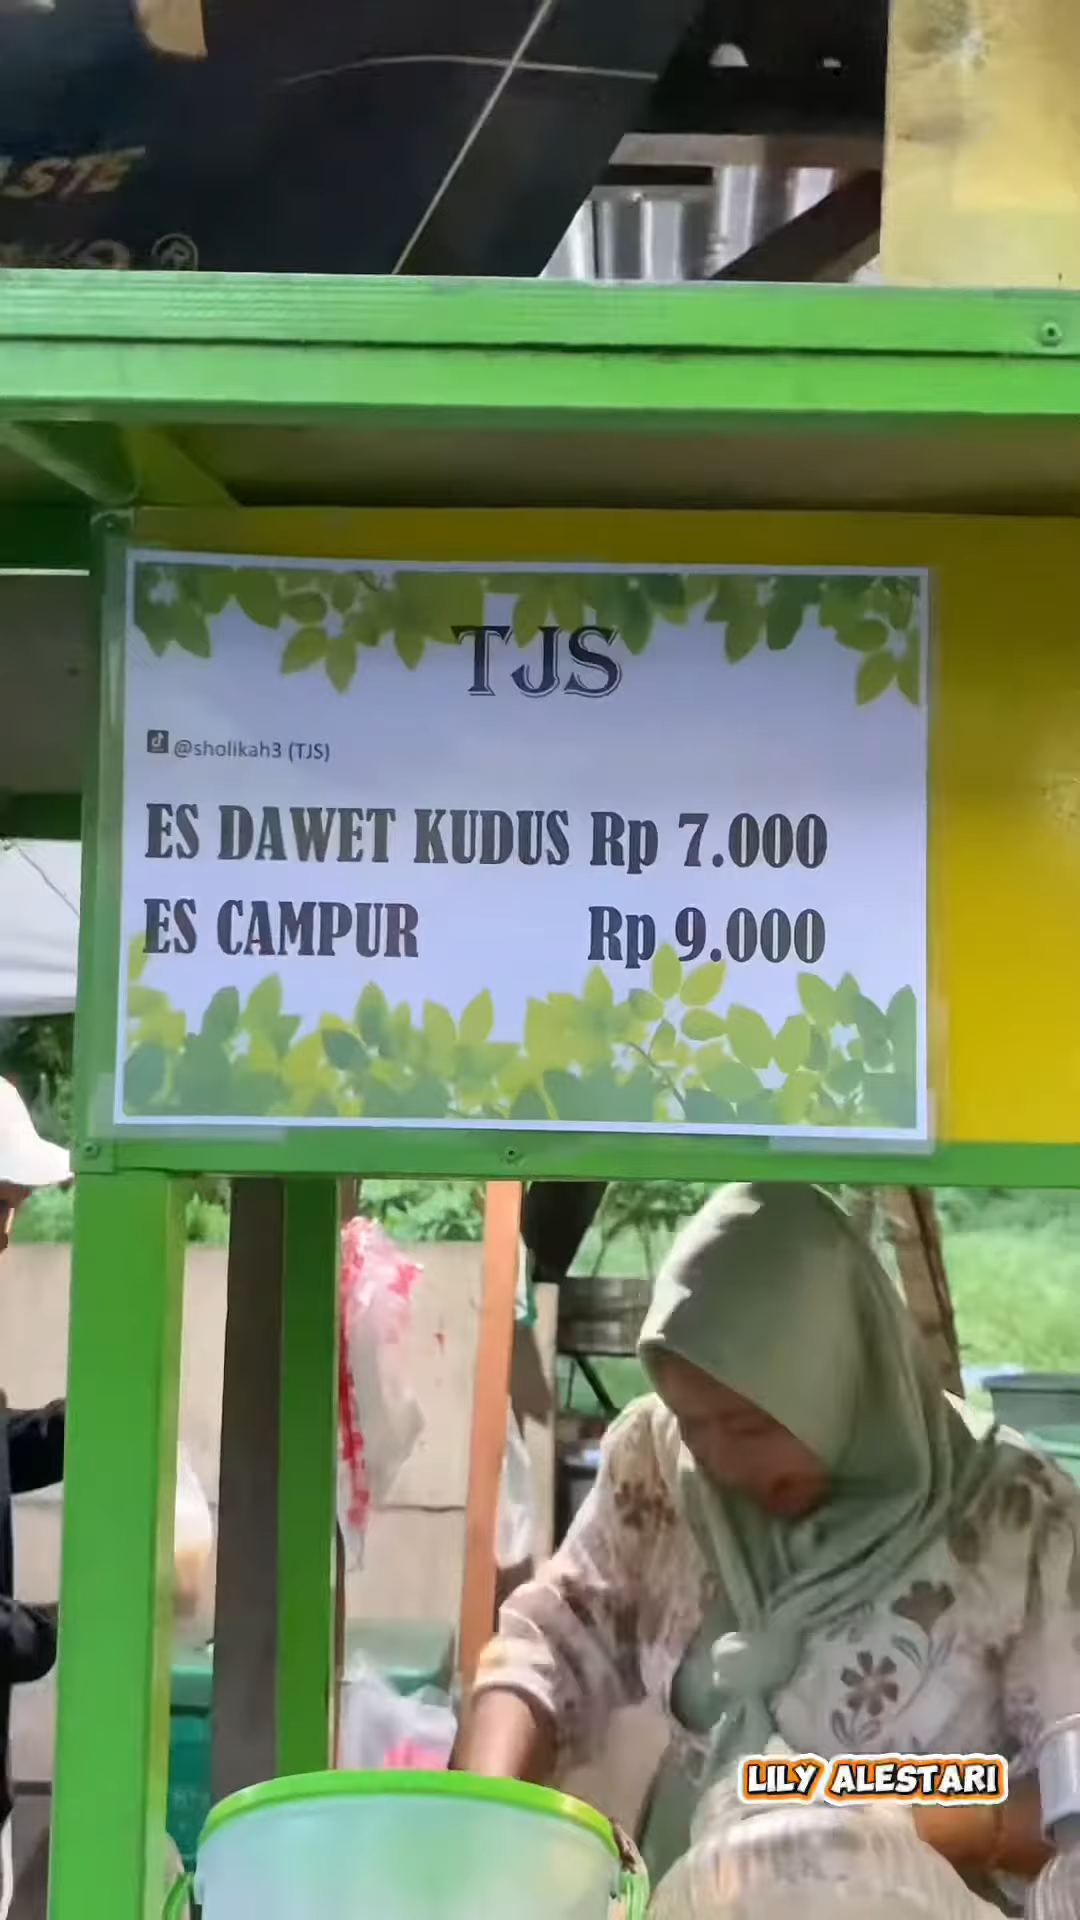 ®
TJS
@sholikah3 (TJS)
ES DAWET KUDUS Rp 7.000
ES CAMPUR Rp 9.000
LILY ALESTARI